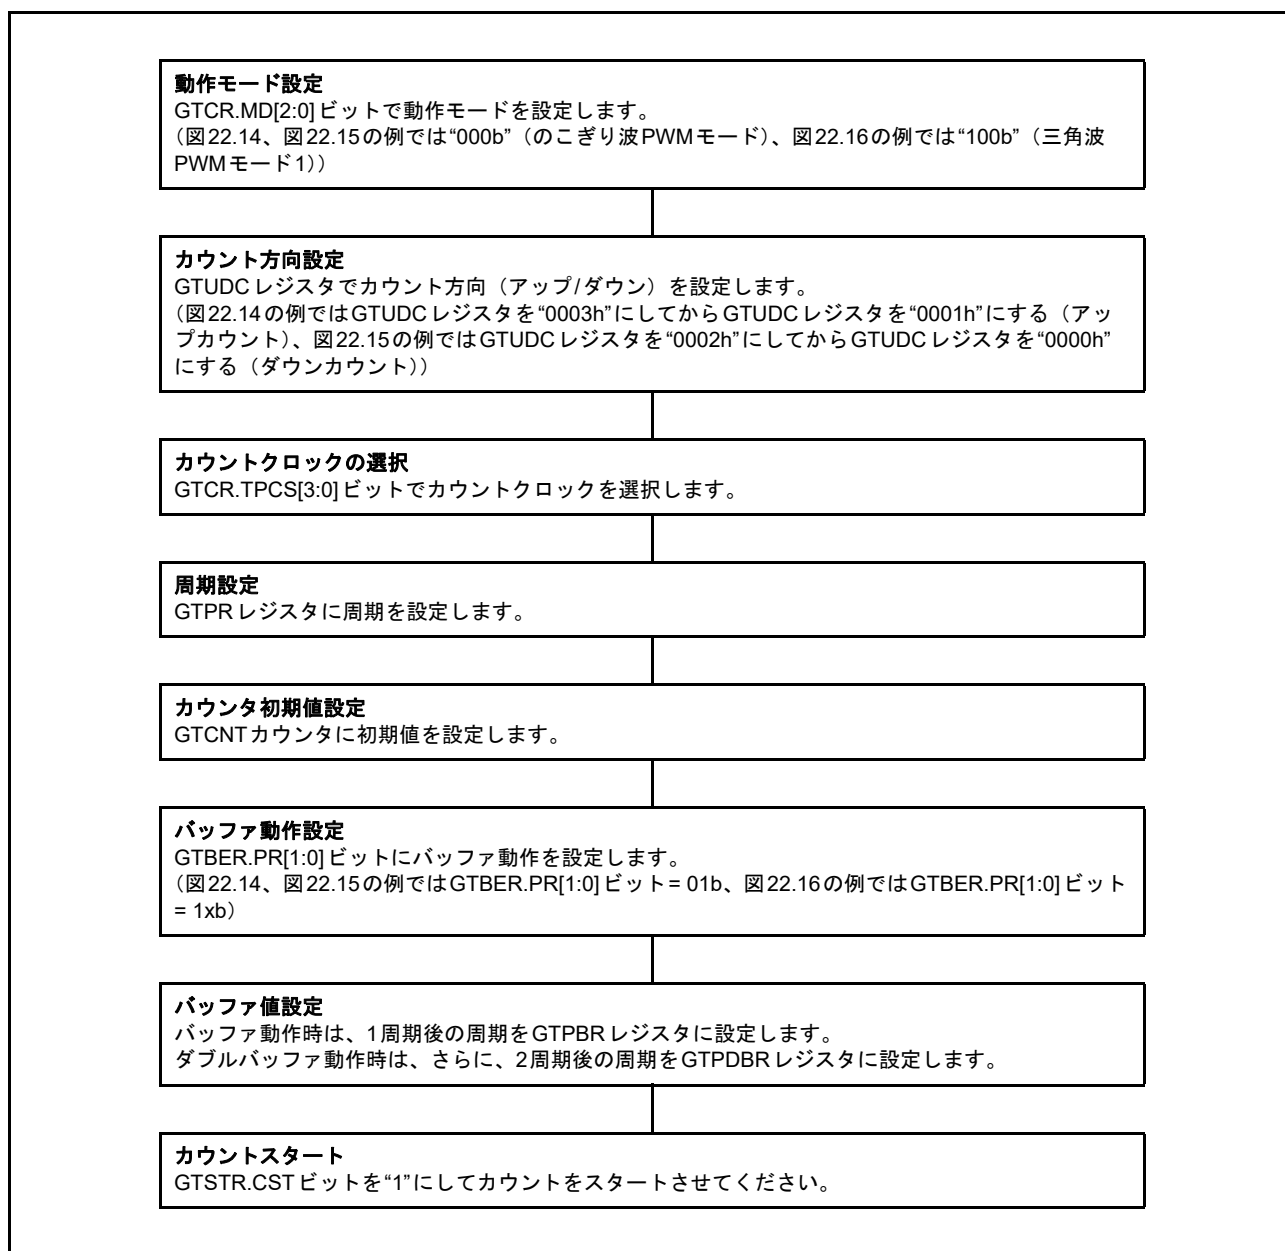 動作モード設定
GTCR.MD[2:0]ビットで動作モードを設定します。
（図22.14、図22.15の例では“000b”（のこぎり波PWMモード）、図22.16の例では“100b”（三角波
PWMモード1））
カウント方向設定
GTUDCレジスタでカウント方向（アップ/ダウン）を設定します。
（図22.14の例ではGTUDCレジスタを“0003h”にしてからGTUDCレジスタを“0001h”にする（アッ
プカウント）、図22.15の例ではGTUDCレジスタを“0002h”にしてからGTUDCレジスタを“0000h”
にする（ダウンカウント））
カウントクロックの選択
GTCR.TPCS[3:0]ビットでカウントクロックを選択します。
周期設定
GTPRレジスタに周期を設定します。
カウンタ初期値設定
GTCNTカウンタに初期値を設定します。
バッファ動作設定
GTBER.PR[1:0]ビットにバッファ動作を設定します。
（図22.14、図22.15の例ではGTBER.PR[1:0]ビット= 01b、図22.16の例ではGTBER.PR[1:0]ビット
= 1xb）
バッファ値設定
バッファ動作時は、1周期後の周期をGTPBRレジスタに設定します。
ダブルバッファ動作時は、さらに、2周期後の周期をGTPDBRレジスタに設定します。
カウントスタート
GTSTR.CSTビットを“1”にしてカウントをスタートさせてください。